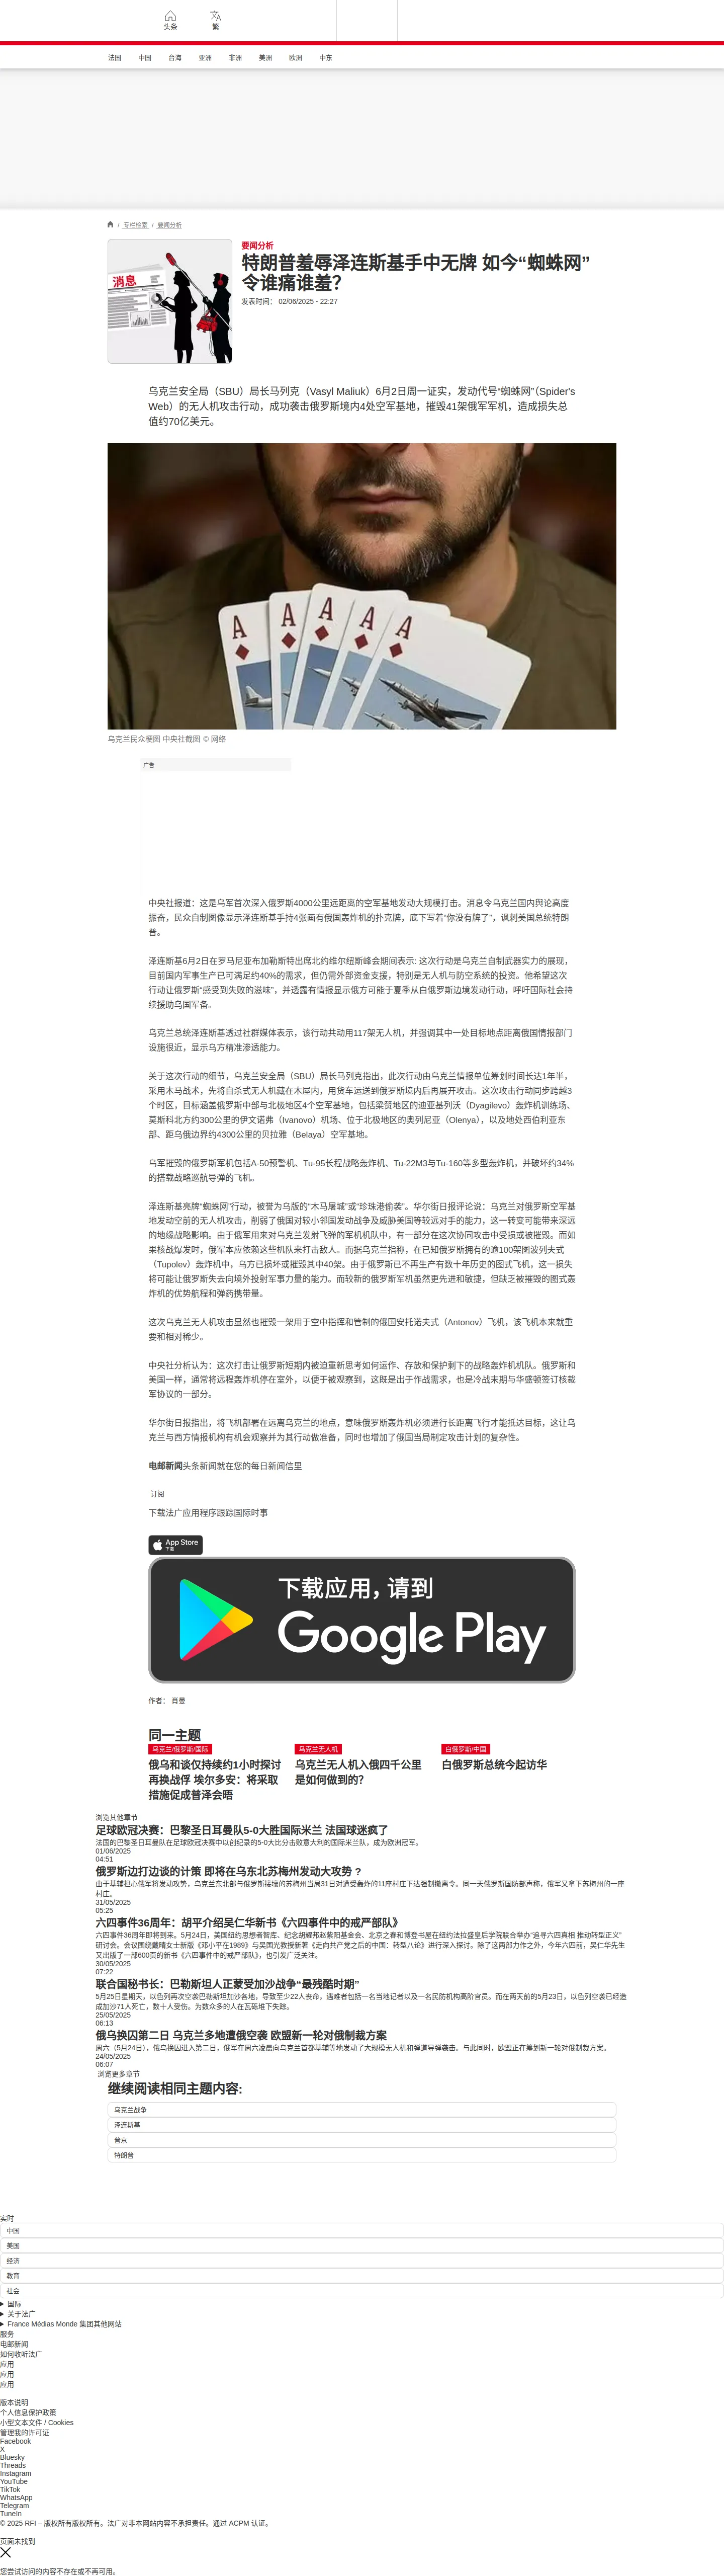 头条
繁
法国 中国 台海 亚洲 非洲 美洲 欧洲 中东
/ 专栏检索 / 要闻分析
消息
要闻分析
特朗普羞辱泽连斯基手中无牌 如今“蜘蛛网”
令谁痛谁羞？
发表时间： 02/06/2025 - 22:27
乌克兰安全局（SBU）局长马列克（Vasyl Maliuk）6月2日周一证实，发动代号“蜘蛛网”（Spider's
Web）的无人机攻击行动，成功袭击俄罗斯境内4处空军基地，摧毁41架俄军军机，造成损失总
值约70亿美元。
A A A A
乌克兰民众梗图 中央社截图 © 网络
广告
中央社报道：这是乌军首次深入俄罗斯4000公里远距离的空军基地发动大规模打击。消息令乌克兰国内舆论高度
振奋，民众自制图像显示泽连斯基手持4张画有俄国轰炸机的扑克牌，底下写着“你没有牌了”，讽刺美国总统特朗
普。
泽连斯基6月2日在罗马尼亚布加勒斯特出席北约维尔纽斯峰会期间表示: 这次行动是乌克兰自制武器实力的展现，
目前国内军事生产已可满足约40%的需求，但仍需外部资金支援，特别是无人机与防空系统的投资。他希望这次
行动让俄罗斯“感受到失败的滋味”，并透露有情报显示俄方可能于夏季从白俄罗斯边境发动行动，呼吁国际社会持
续援助乌国军备。
乌克兰总统泽连斯基透过社群媒体表示，该行动共动用117架无人机，并强调其中一处目标地点距离俄国情报部门
设施很近，显示乌方精准渗透能力。
关于这次行动的细节，乌克兰安全局（SBU）局长马列克指出，此次行动由乌克兰情报单位筹划时间长达1年半，
采用木马战术，先将自杀式无人机藏在木屋内，用货车运送到俄罗斯境内后再展开攻击。这次攻击行动同步跨越3
个时区，目标涵盖俄罗斯中部与北极地区4个空军基地，包括梁赞地区的迪亚基列沃（Dyagilevo）轰炸机训练场、
莫斯科北方约300公里的伊文诺弗（Ivanovo）机场、位于北极地区的奥列尼亚（Olenya），以及地处西伯利亚东
部、距乌俄边界约4300公里的贝拉雅（Belaya）空军基地。
乌军摧毁的俄罗斯军机包括A-50预警机、Tu-95长程战略轰炸机、Tu-22M3与Tu-160等多型轰炸机，并破坏约34%
的搭载战略巡航导弹的飞机。
泽连斯基亮牌“蜘蛛网”行动，被誉为乌版的“木马屠城”或“珍珠港偷袭”。华尔街日报评论说：乌克兰对俄罗斯空军基
地发动空前的无人机攻击，削弱了俄国对较小邻国发动战争及威胁美国等较远对手的能力，这一转变可能带来深远
的地缘战略影响。由于俄军用来对乌克兰发射飞弹的军机机队中，有一部分在这次协同攻击中受损或被摧毁。而如
果核战爆发时，俄军本应依赖这些机队来打击敌人。而据乌克兰指称，在已知俄罗斯拥有的逾100架图波列夫式
（Tupolev）轰炸机中，乌方已损坏或摧毁其中40架。由于俄罗斯已不再生产有数十年历史的图式飞机，这一损失
将可能让俄罗斯失去向境外投射军事力量的能力。而较新的俄罗斯军机虽然更先进和敏捷，但缺乏被摧毁的图式轰
炸机的优势航程和弹药携带量。
这次乌克兰无人机攻击显然也摧毁一架用于空中指挥和管制的俄国安托诺夫式（Antonov）飞机，该飞机本来就重
要和相对稀少。
中央社分析认为：这次打击让俄罗斯短期内被迫重新思考如何运作、存放和保护剩下的战略轰炸机机队。俄罗斯和
美国一样，通常将远程轰炸机停在室外，以便于被观察到，这既是出于作战需求，也是冷战末期与华盛顿签订核裁
军协议的一部分。
华尔街日报指出，将飞机部署在远离乌克兰的地点，意味俄罗斯轰炸机必须进行长距离飞行才能抵达目标，这让乌
克兰与西方情报机构有机会观察并为其行动做准备，同时也增加了俄国当局制定攻击计划的复杂性。
电邮新闻头条新闻就在您的每日新闻信里
订阅
下载法广应用程序跟踪国际时事
App Store
下载
下载应用，请到
Google Play
作者： 肖曼
同一主题
乌克兰/俄罗斯/国际
俄乌和谈仅持续约1小时探讨
再换战俘 埃尔多安：将采取
措施促成普泽会晤
乌克兰无人机
乌克兰无人机入俄四千公里
是如何做到的？
白俄罗斯/中国
白俄罗斯总统今起访华
浏览其他章节
足球欧冠决赛：巴黎圣日耳曼队5-0大胜国际米兰 法国球迷疯了
法国的巴黎圣日耳曼队在足球欧冠决赛中以创纪录的5-0大比分击败意大利的国际米兰队，成为欧洲冠军。
01/06/2025
04:51
俄罗斯边打边谈的计策 即将在乌东北苏梅州发动大攻势 ?
由于基辅担心俄军将发动攻势，乌克兰东北部与俄罗斯接壤的苏梅州当局31日对遭受轰炸的11座村庄下达强制撤离令。同一天俄罗斯国防部声称，俄军又拿下苏梅州的一座
村庄。
31/05/2025
05:25
六四事件36周年：胡平介绍吴仁华新书《六四事件中的戒严部队》
六四事件36周年即将到来。5月24日，美国纽约思想者智库、纪念胡耀邦赵紫阳基金会、北京之春和博登书屋在纽约法拉盛皇后学院联合举办“追寻六四真相 推动转型正义”
研讨会。会议围绕戴晴女士新版《邓小平在1989》与吴国光教授新著《走向共产党之后的中国：转型八论》进行深入探讨。除了这两部力作之外，今年六四前，吴仁华先生
又出版了一部600页的新书《六四事件中的戒严部队》，也引发广泛关注。
30/05/2025
07:22
联合国秘书长：巴勒斯坦人正蒙受加沙战争“最残酷时期”
5月25日星期天，以色列再次空袭巴勒斯坦加沙各地，导致至少22人丧命，遇难者包括一名当地记者以及一名民防机构高阶官员。而在两天前的5月23日，以色列空袭已经造
成加沙71人死亡，数十人受伤。为数众多的人在瓦砾堆下失踪。
25/05/2025
06:13
俄乌换囚第二日 乌克兰多地遭俄空袭 欧盟新一轮对俄制裁方案
周六（5月24日），俄乌换囚进入第二日，俄军在周六凌晨向乌克兰首都基辅等地发动了大规模无人机和弹道导弹袭击。与此同时，欧盟正在筹划新一轮对俄制裁方案。
24/05/2025
06:07
浏览更多章节
继续阅读相同主题内容:
乌克兰战争
泽连斯基
普京
特朗普
实时
中国
美国
经济
教育
社会
国际
关于法广
France Médias Monde 集团其他网站
服务
电邮新闻
如何收听法广
应用
应用
应用
版本说明
个人信息保护政策
小型文本文件 / Cookies
管理我的许可证
Facebook
X
Bluesky
Threads
Instagram
YouTube
TikTok
WhatsApp
Telegram
TuneIn
© 2025 RFI – 版权所有版权所有。法广对非本网站内容不承担责任。通过 ACPM 认证。
页面未找到
您尝试访问的内容不存在或不再可用。